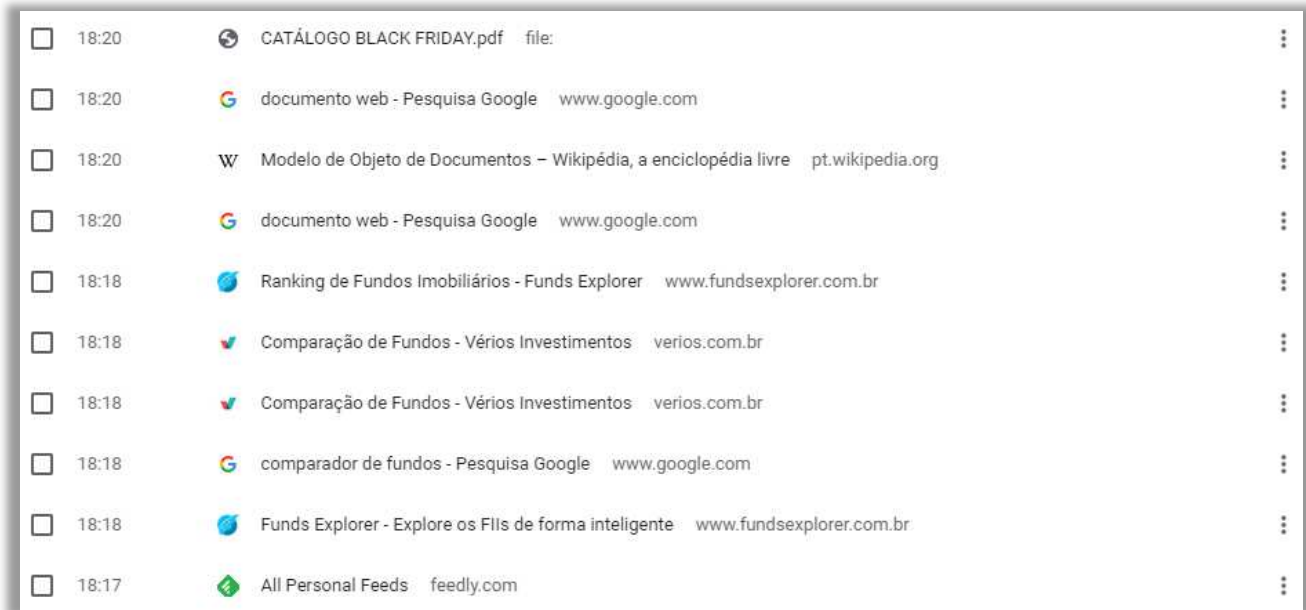 18:20 CATÁLOGO BLACK FRIDAY.pdf file:
18:20 documento web - Pesquisa Google www.google.com
18:20 Modelo de Objeto de Documentos – Wikipédia, a enciclopédia livre pt.wikipedia.org
18:20 documento web - Pesquisa Google www.google.com
18:18 Ranking de Fundos Imobiliários - Funds Explorer www.fundsexplorer.com.br
18:18 Comparação de Fundos - Vérios Investimentos verios.com.br
18:18 Comparação de Fundos - Vérios Investimentos verios.com.br
18:18 comparador de fundos - Pesquisa Google www.google.com
18:18 Funds Explorer - Explore os FIIs de forma inteligente www.fundsexplorer.com.br
18:17 All Personal Feeds feedly.com